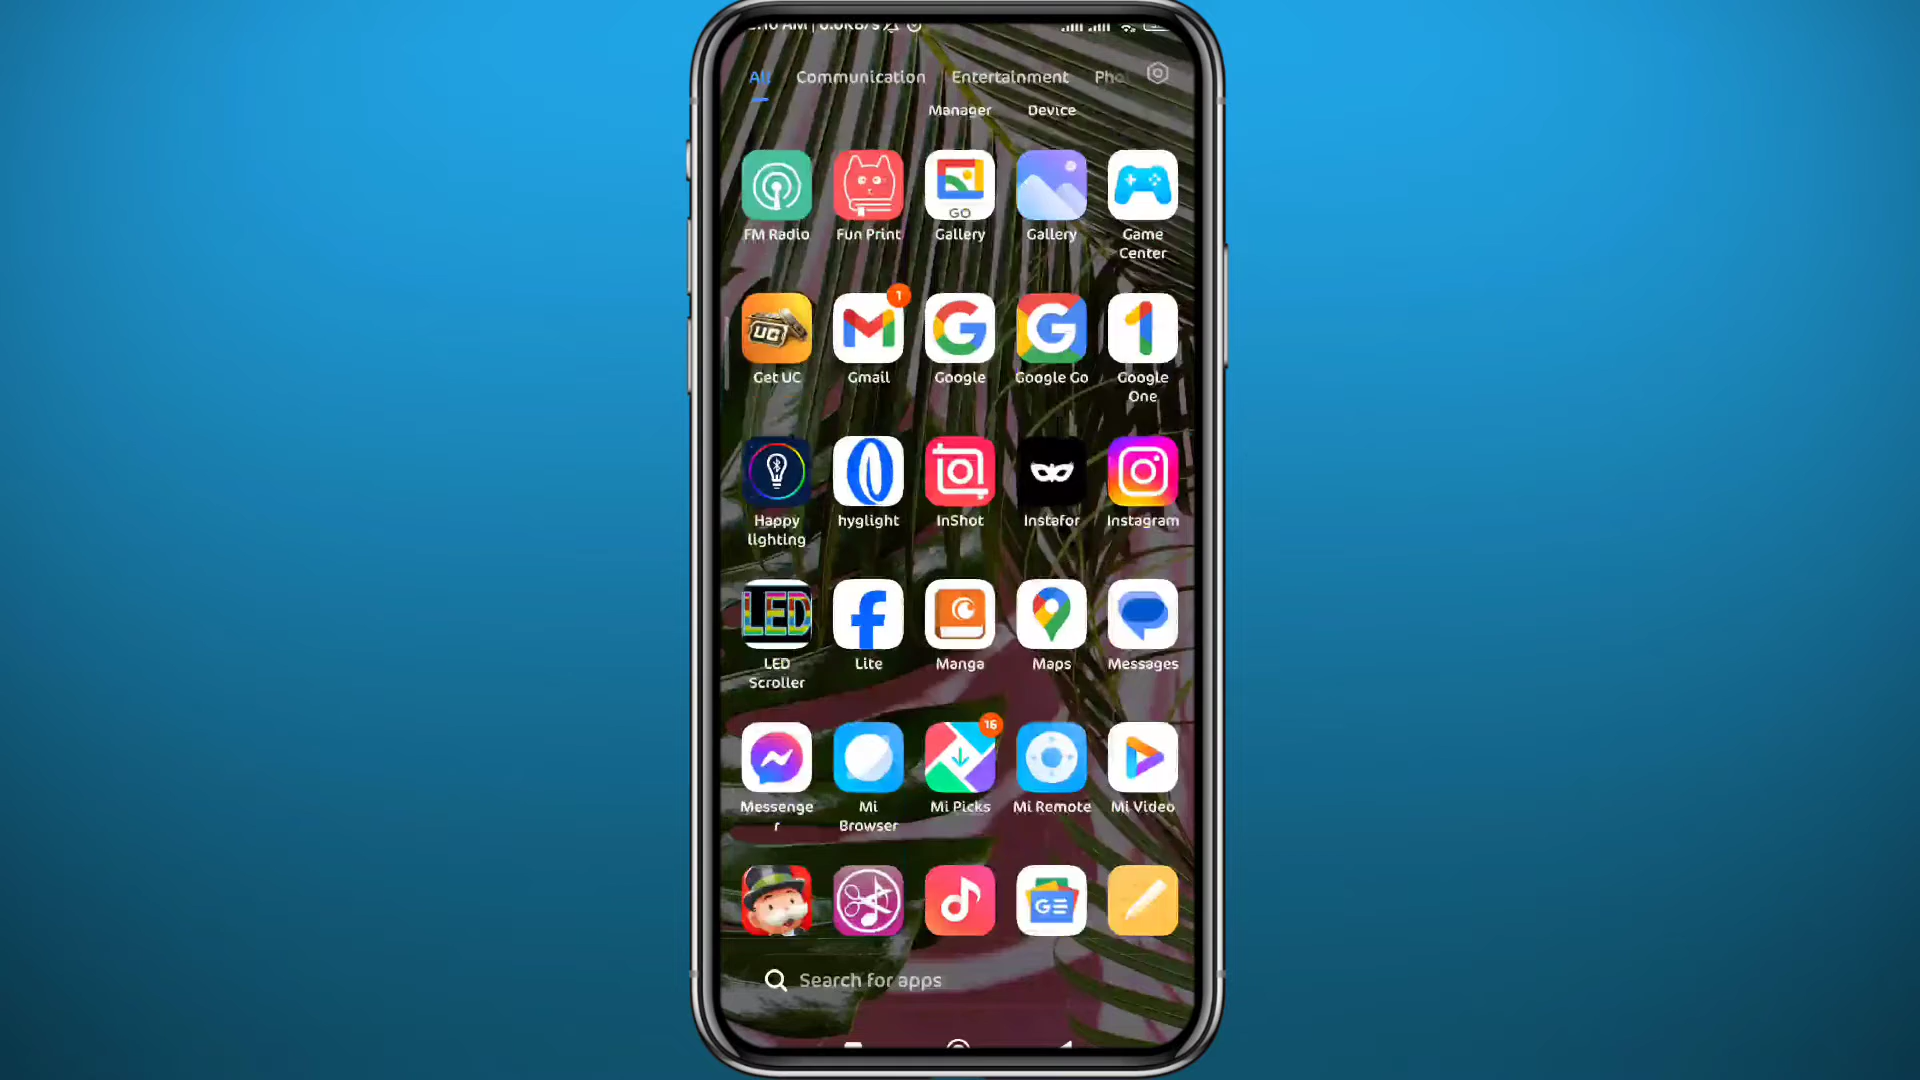 All Communication Entertainment Pho
Manager Device
GO
FM Radio Fun Print Gallery Gallery Game
Center
UC 1
Get UC Gmail Google Google Go Google
One
Happy hyglight InShot Instafor Instagram
lighting
LED
LED Lite Manga Maps Messages
Scroller
16
Messenge Mi Mi Picks Mi Remote Mi Video
r Browser
GE
Search for apps